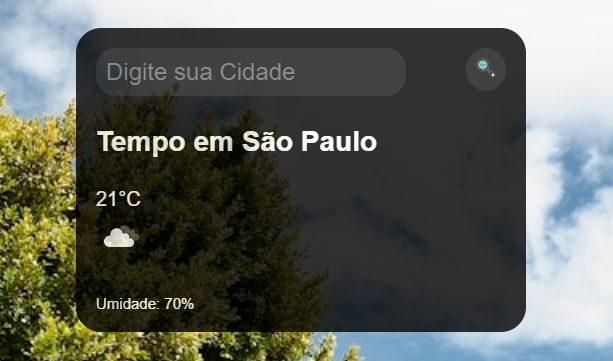 Digite sua Cidade
Tempo em São Paulo
21°C
Umidade: 70%